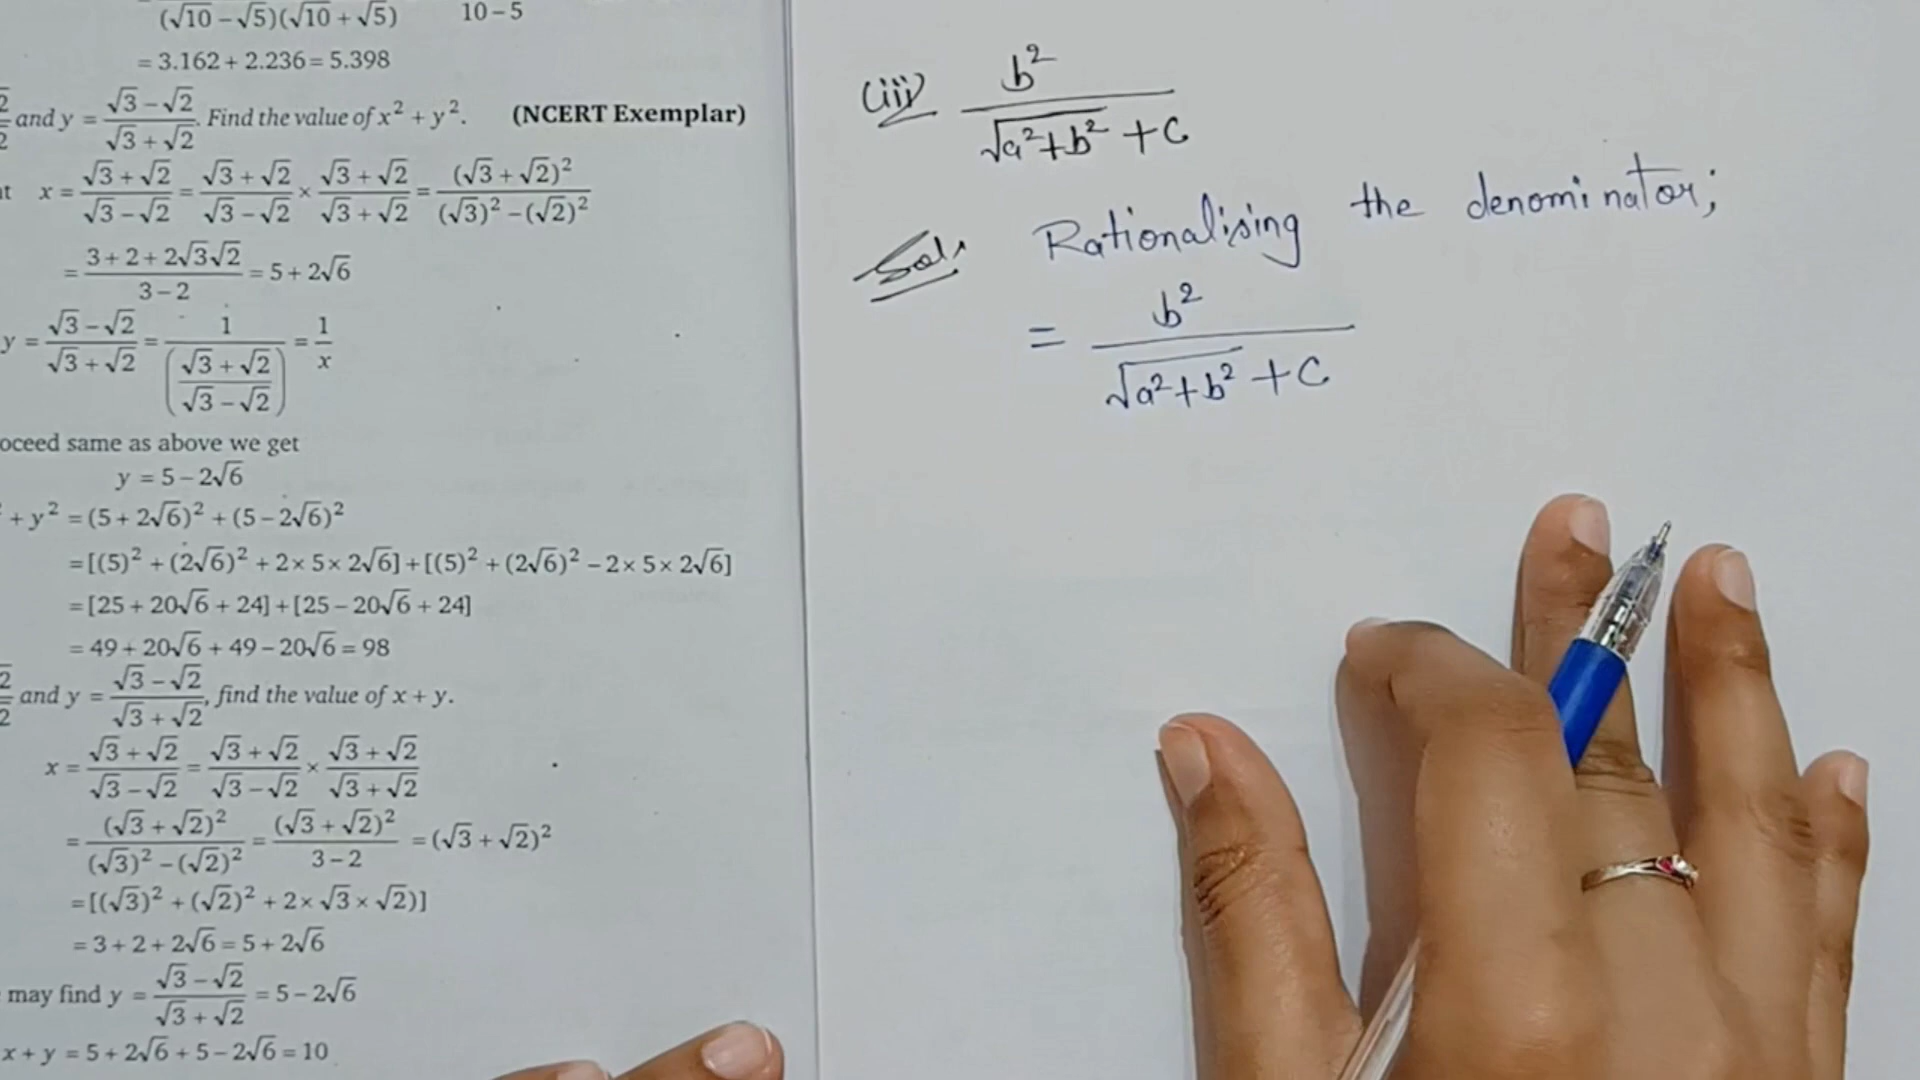 (√10 − √5)(√10 + √5) 10 − 5
= 3.162 + 2.236 = 5.398
and y = (√3 − √2)/(√3 + √2). Find the value of x² + y². (NCERT Exemplar)
x = (√3 + √2)/(√3 − √2) = (√3 + √2)/(√3 − √2) × (√3 + √2)/(√3 + √2) = (√3 + √2)²/((√3)² − (√2)²)
= (3 + 2 + 2√3√2)/(3 − 2) = 5 + 2√6
y = (√3 − √2)/(√3 + √2) = 1/((√3 + √2)/(√3 − √2)) = 1/x
same as above we get
y = 5 − 2√6
+ y² = (5 + 2√6)² + (5 − 2√6)²
= [(5)² + (2√6)² + 2 × 5 × 2√6] + [(5)² + (2√6)² − 2 × 5 × 2√6]
= [25 + 20√6 + 24] + [25 − 20√6 + 24]
= 49 + 20√6 + 49 − 20√6 = 98
and y = (√3 − √2)/(√3 + √2), find the value of x + y.
x = (√3 + √2)/(√3 − √2) = (√3 + √2)/(√3 − √2) × (√3 + √2)/(√3 + √2)
= (√3 + √2)²/((√3)² − (√2)²) = (√3 + √2)²/(3 − 2) = (√3 + √2)²
= [(√3)² + (√2)² + 2 × √3 × √2)]
= 3 + 2 + 2√6 = 5 + 2√6
may find y = (√3 − √2)/(√3 + √2) = 5 − 2√6
x + y = 5 + 2√6 + 5 − 2√6 = 10
(iii) b²/(√(a²+b²) + c)
Sol: Rationalising the denominator;
= b²/(√(a²+b²) + c)